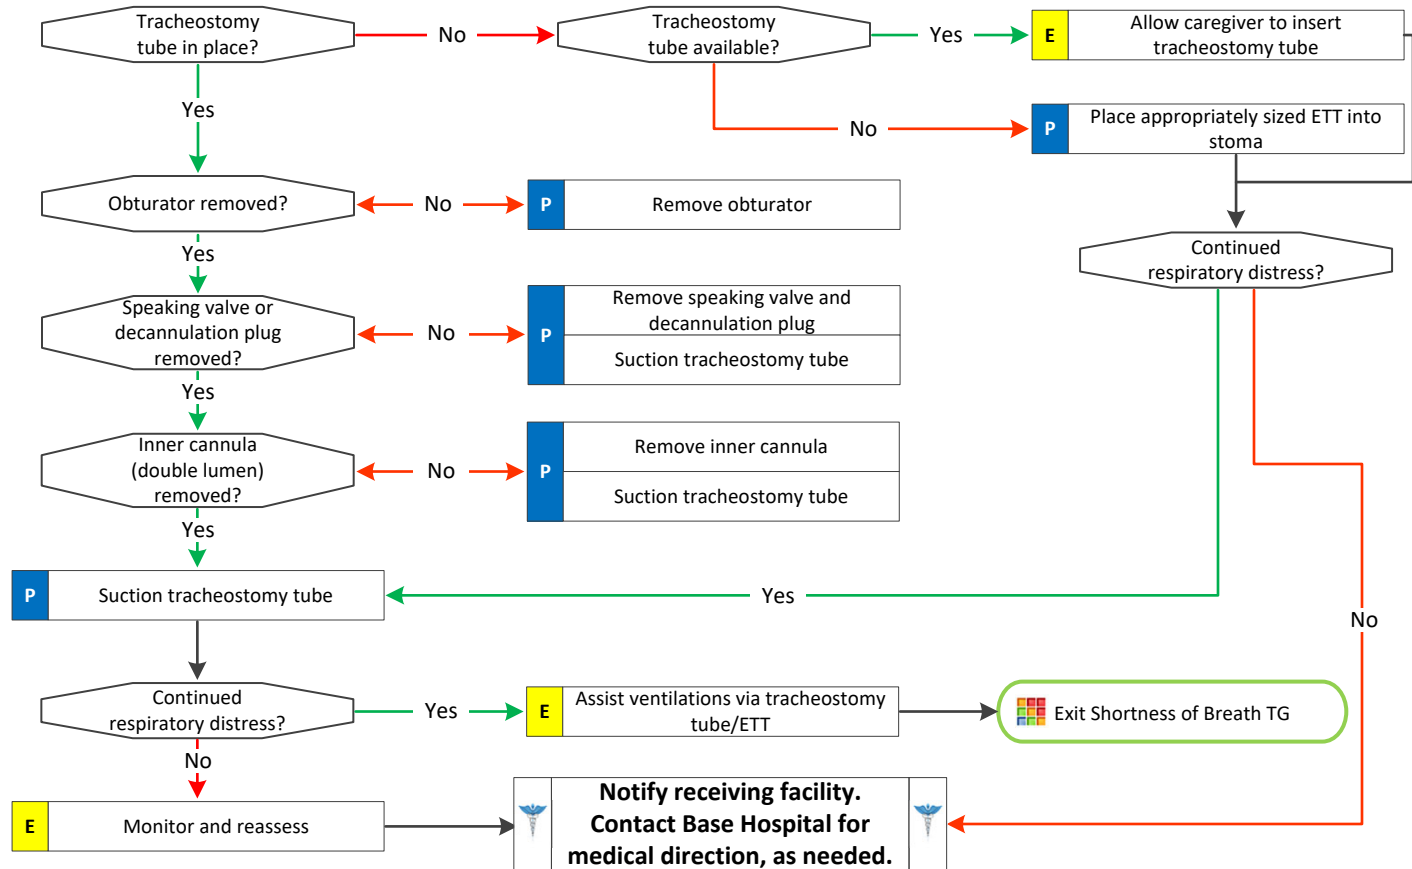 Tracheostomy
tube in place?
No
Tracheostomy
tube available?
Yes
E
Allow caregiver to insert
tracheostomy tube
Yes
No
P
Place appropriately sized ETT into
stoma
Obturator removed?
No
P
Remove obturator
Continued
respiratory distress?
Yes
Speaking valve or
decannulation plug
removed?
No
P
Remove speaking valve and
decannulation plug
Suction tracheostomy tube
Yes
Inner cannula
(double lumen)
removed?
No
P
Remove inner cannula
Suction tracheostomy tube
Yes
P
Suction tracheostomy tube
Yes
No
Continued
respiratory distress?
Yes
E
Assist ventilations via tracheostomy
tube/ETT
Exit Shortness of Breath TG
No
E
Monitor and reassess
Notify receiving facility.
Contact Base Hospital for
medical direction, as needed.